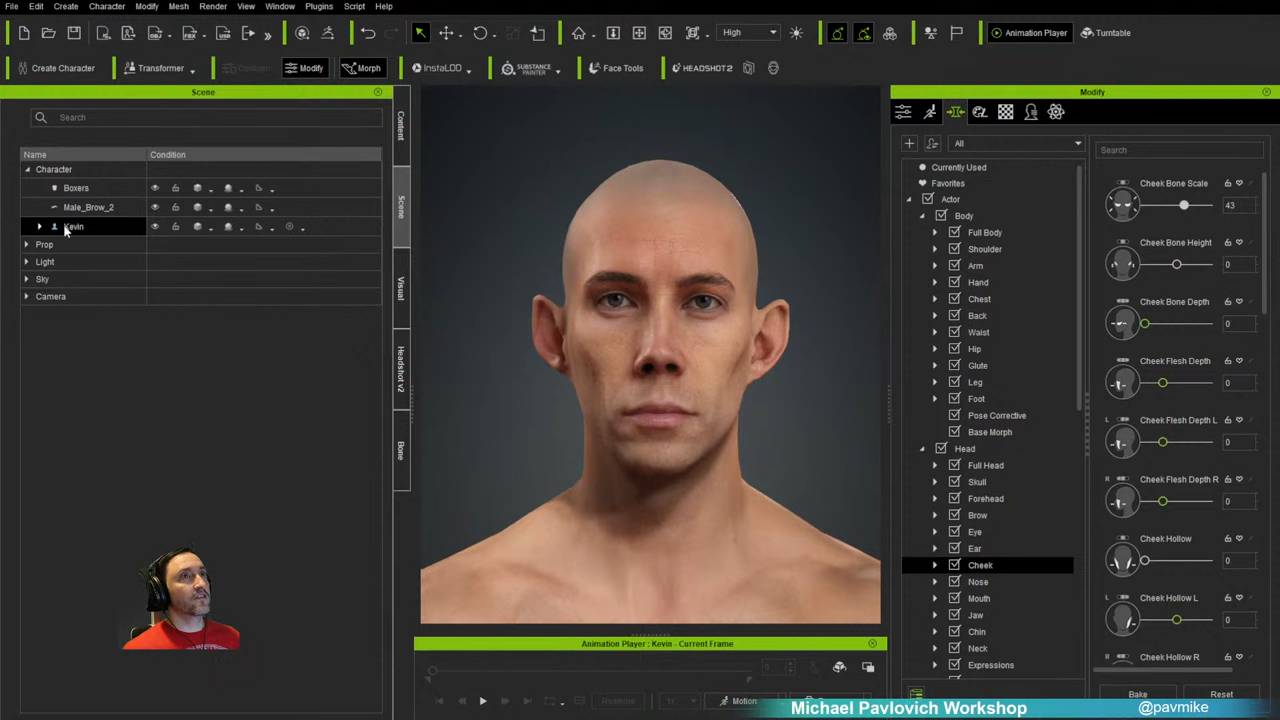 File Edit Create Character Modify Mesh Render View Window Plugins Script Help
High Animation Player Turntable
Create Character Transformer Modify Morph InstaLOD SUBSTANCE PAINTER Face Tools HEADSHOT 2
Scene
Search
Name Condition
Character
Boxers
Male_Brow_2
Kevin
Prop
Light
Sky
Camera
Content
Scene
Visual
Headshot v2
Bone
Animation Player : Kevin - Current Frame
0
1x
Motion
Modify
All
Currently Used
Favorites
Actor
Body
Full Body
Shoulder
Arm
Hand
Chest
Back
Waist
Hip
Glute
Leg
Foot
Pose Corrective
Base Morph
Head
Full Head
Skull
Forehead
Brow
Eye
Ear
Cheek
Nose
Mouth
Jaw
Chin
Neck
Expressions
Search
Cheek Bone Scale
43
Cheek Bone Height
0
Cheek Bone Depth
0
Cheek Flesh Depth
0
L Cheek Flesh Depth L
0
R Cheek Flesh Depth R
0
Cheek Hollow
0
L Cheek Hollow L
0
R Cheek Hollow R
Bake Reset
Michael Pavlovich Workshop @pavmike